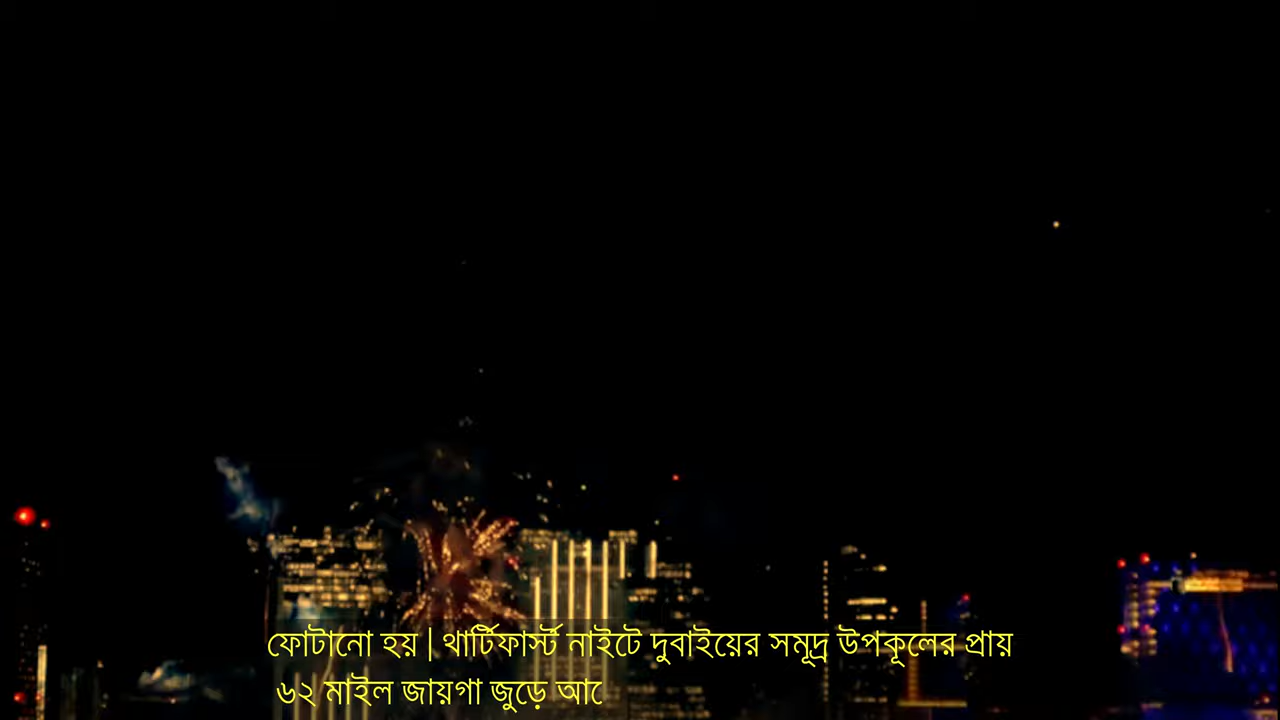 ফোটানো হয় | থার্টিফার্স্ট নাইটে দুবাইয়ের সমূদ্র উপকূলের প্রায়
৬২ মাইল জায়গা জুড়ে আ